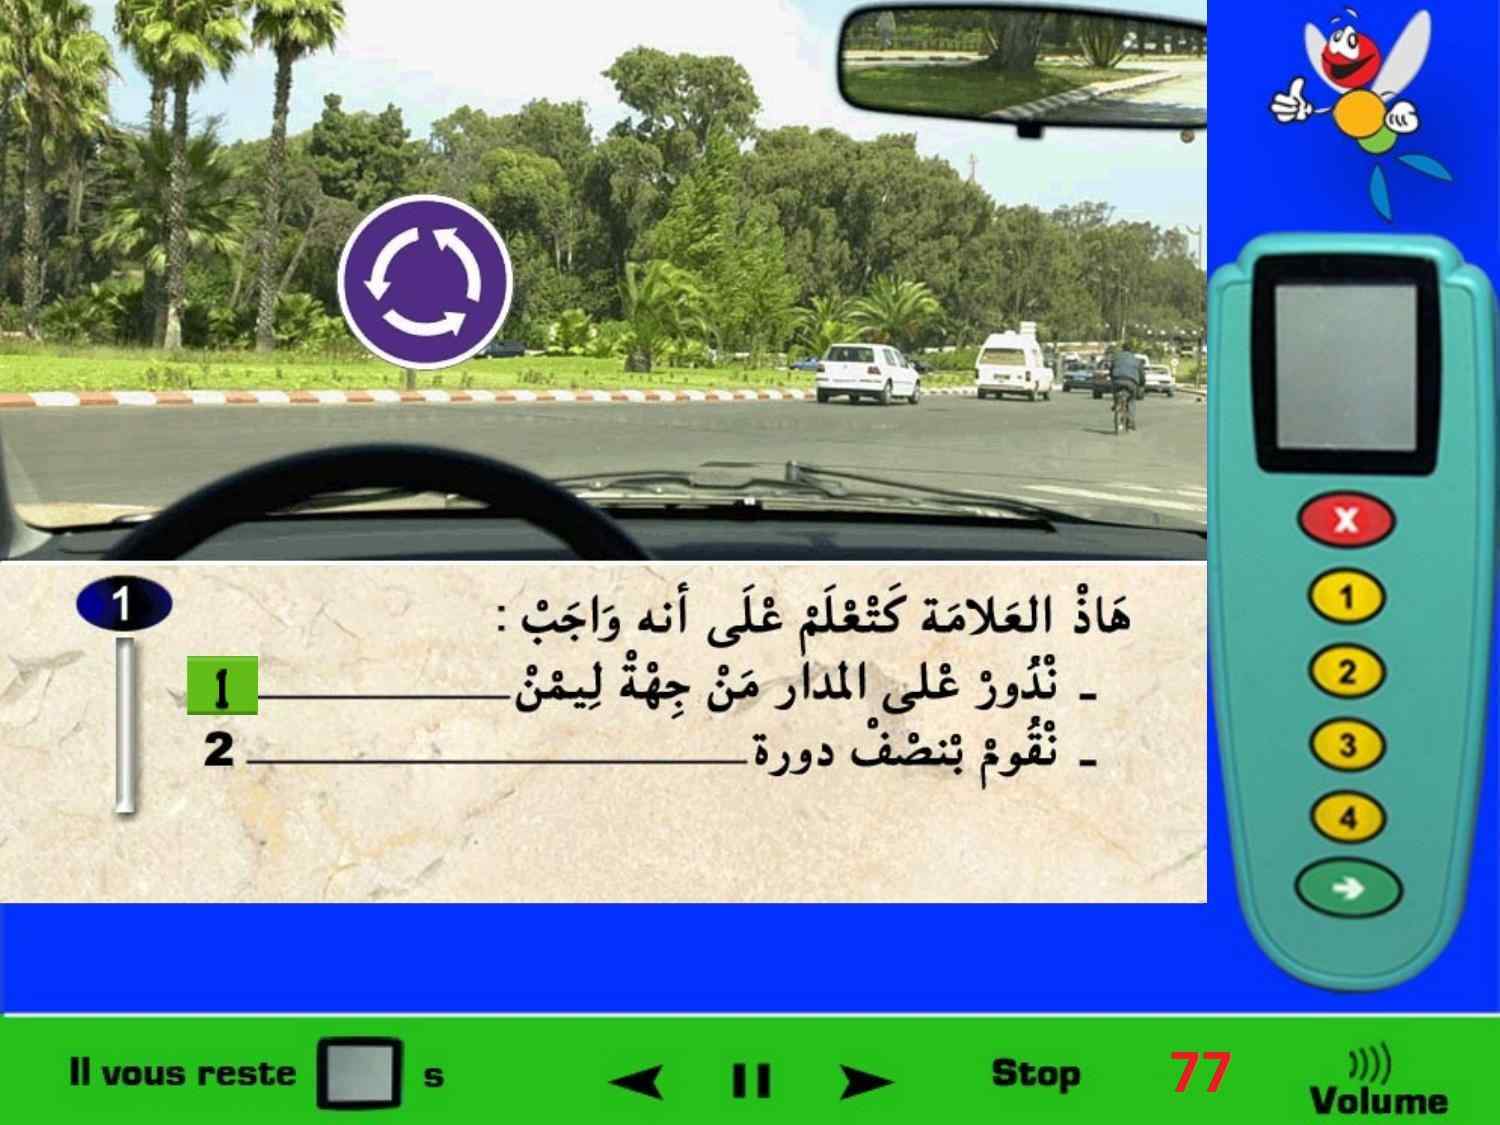 1
هَاذْ العَلامَة كَتْعْلَمْ عْلَى أنه وَاجَبْ :
ـ نْدُورْ عْلى المدار مَنْ جِهْةْ لِيمْنْ 1
ـ نْقُومْ بْنصْفْ دورة 2
X
1
2
3
4
Il vous reste s
Stop
77
Volume